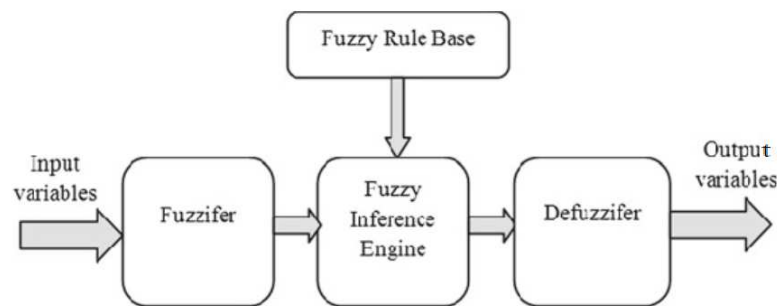 Fuzzy Rule Base
Input
variables
Fuzzifer
Fuzzy
Inference
Engine
Defuzzifer
Output
variables